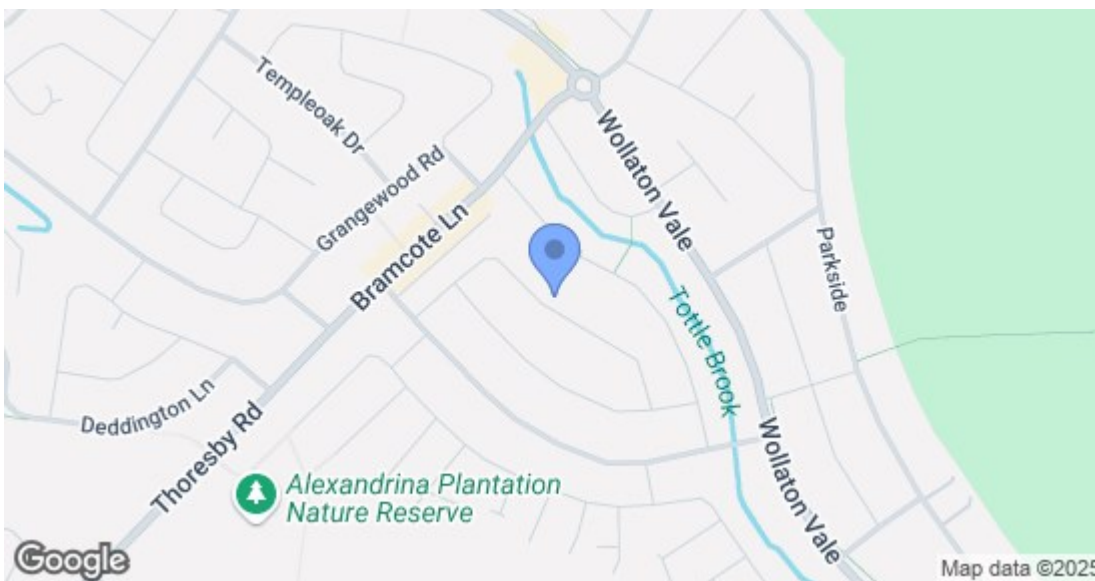 Templeoak Dr
Grangewood Rd
Bramcote Ln
Wollaton Vale
Parkside
Tottle Brook
Deddington Ln
Thoresby Rd
Wollaton Vale
Alexandrina Plantation
Nature Reserve
Google
Map data ©2025